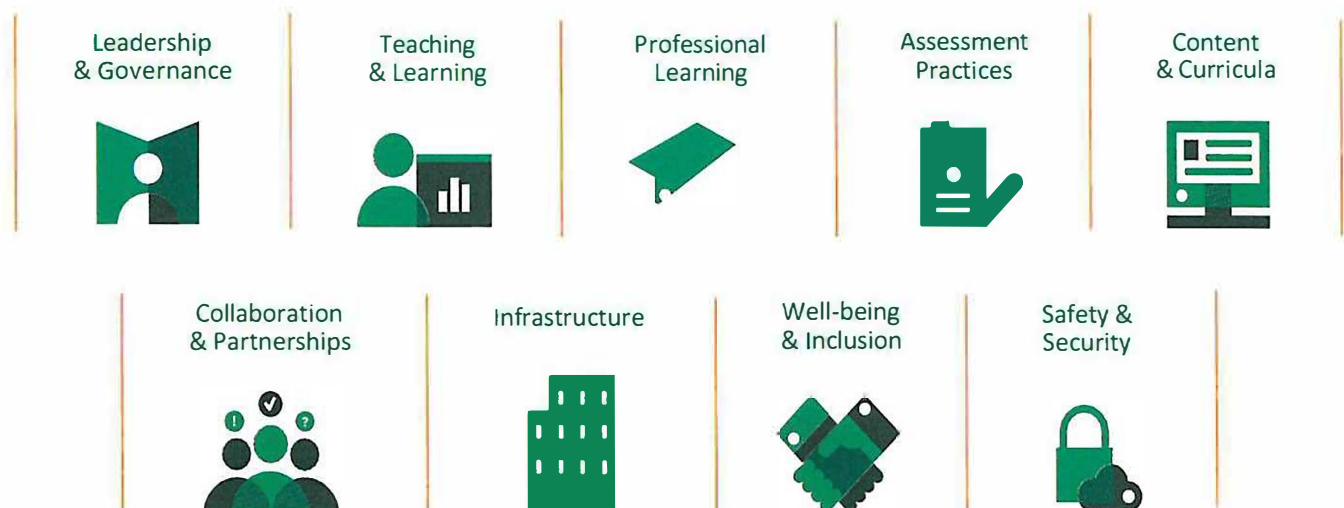 Leadership
& Governance
Teaching
& Learning
Professional
Learning
Assessment
Practices
Content
& Curricula
Collaboration
& Partnerships
Infrastructure
Well-being
& Inclusion
Safety &
Security
!
?